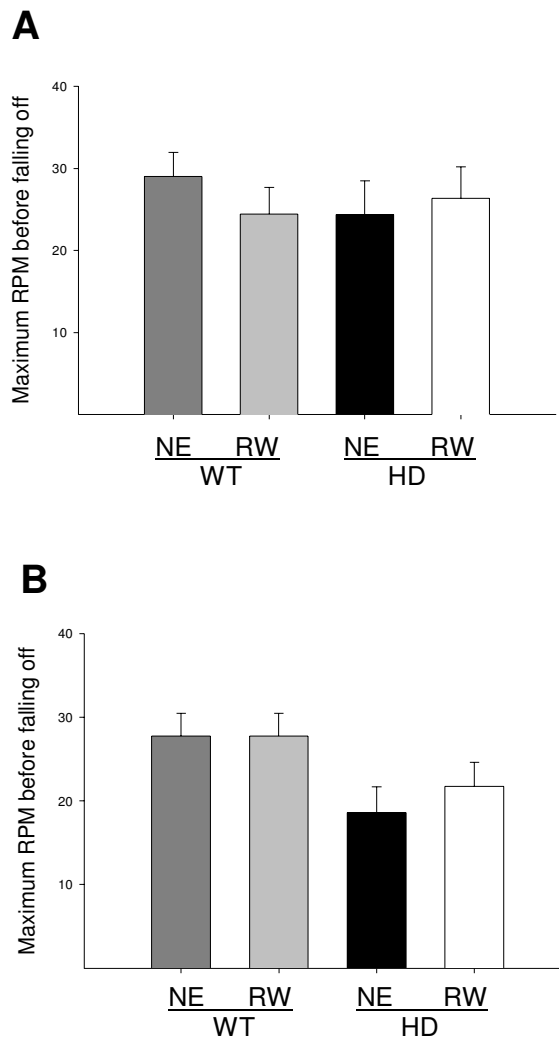 A
Maximum RPM before falling off
40
30
20
10
NE RW NE RW
WT HD
B
Maximum RPM before falling off
40
30
20
10
NE RW NE RW
WT HD